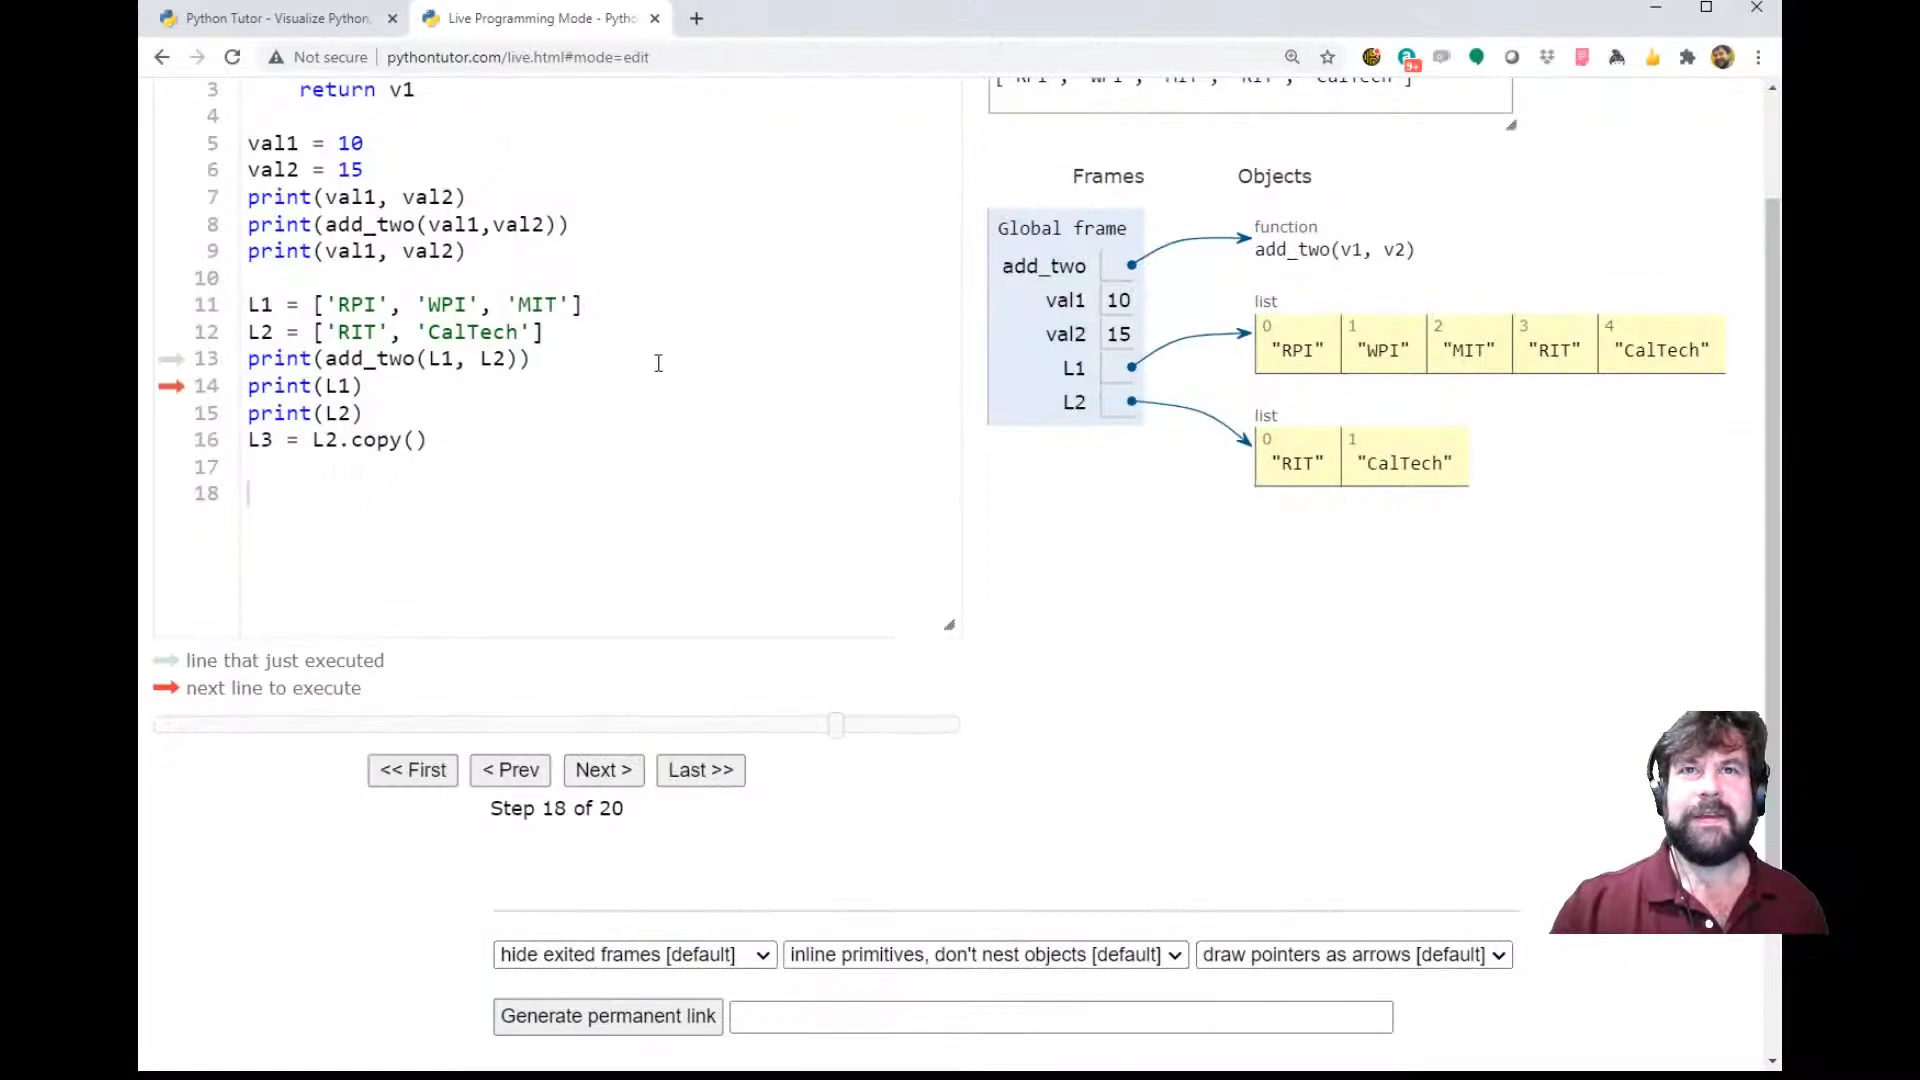 Python Tutor - Visualize Python
Live Programming Mode - Pytho
Not secure
pythontutor.com/live.html#mode=edit
9+
3 return v1
4
5 val1 = 10
6 val2 = 15
7 print(val1, val2)
8 print(add_two(val1,val2))
9 print(val1, val2)
10
11 L1 = ['RPI', 'WPI', 'MIT']
12 L2 = ['RIT', 'CalTech']
13 print(add_two(L1, L2))
14 print(L1)
15 print(L2)
16 L3 = L2.copy()
17
18
line that just executed
next line to execute
<< First
< Prev
Next >
Last >>
Step 18 of 20
['RPI', 'WPI', 'MIT', 'RIT', 'CalTech']
Frames
Objects
Global frame
add_two
val1 10
val2 15
L1
L2
function
add_two(v1, v2)
list
0 1 2 3 4
"RPI" "WPI" "MIT" "RIT" "CalTech"
list
0 1
"RIT" "CalTech"
hide exited frames [default]
inline primitives, don't nest objects [default]
draw pointers as arrows [default]
Generate permanent link